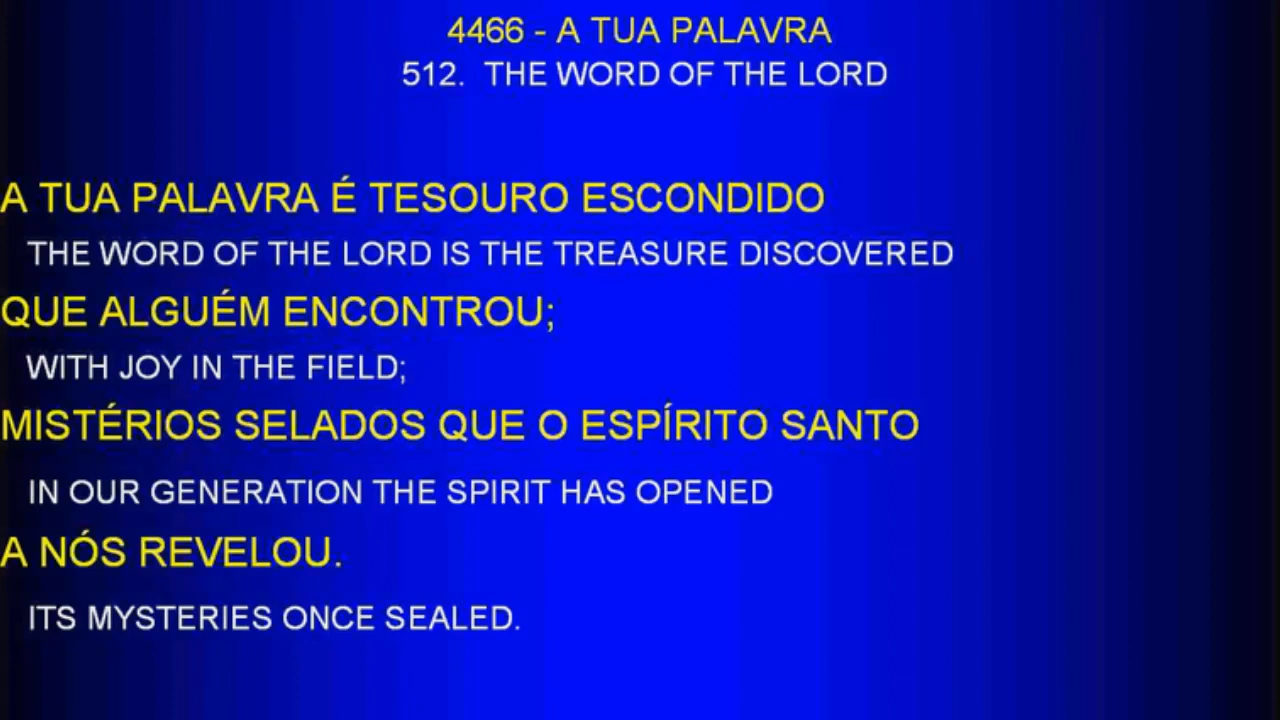 4466 - A TUA PALAVRA
512. THE WORD OF THE LORD
A TUA PALAVRA É TESOURO ESCONDIDO
THE WORD OF THE LORD IS THE TREASURE DISCOVERED
QUE ALGUÉM ENCONTROU;
WITH JOY IN THE FIELD;
MISTÉRIOS SELADOS QUE O ESPÍRITO SANTO
IN OUR GENERATION THE SPIRIT HAS OPENED
A NÓS REVELOU.
ITS MYSTERIES ONCE SEALED.